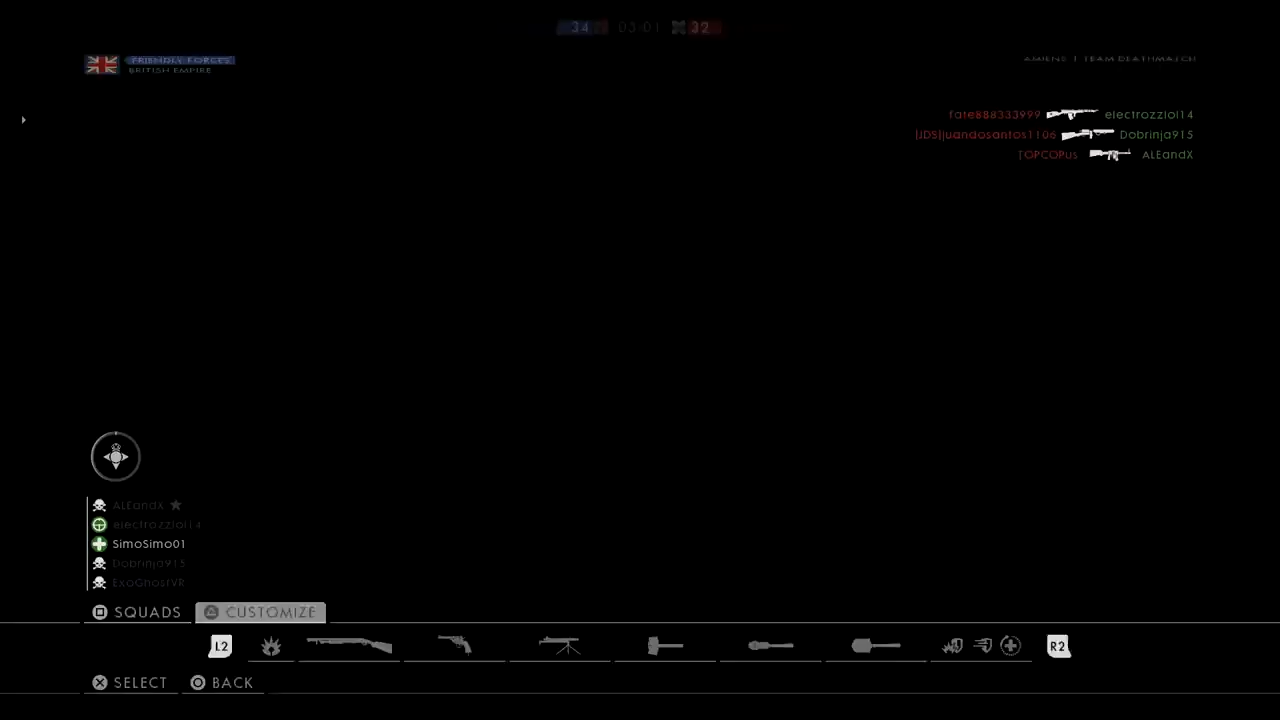 34 03:01 32
FRIENDLY FORCES
BRITISH EMPIRE
AMIENS | TEAM DEATHMATCH
fate888333999 electrozziol14
[JDS]juandosantos1106 Dobrinja915
TOPCOPus ALEandX
ALEandX
electrozziol14
SimoSimo01
Dobrinja915
ExoGhostVR
SQUADS CUSTOMIZE
L2 R2
SELECT BACK